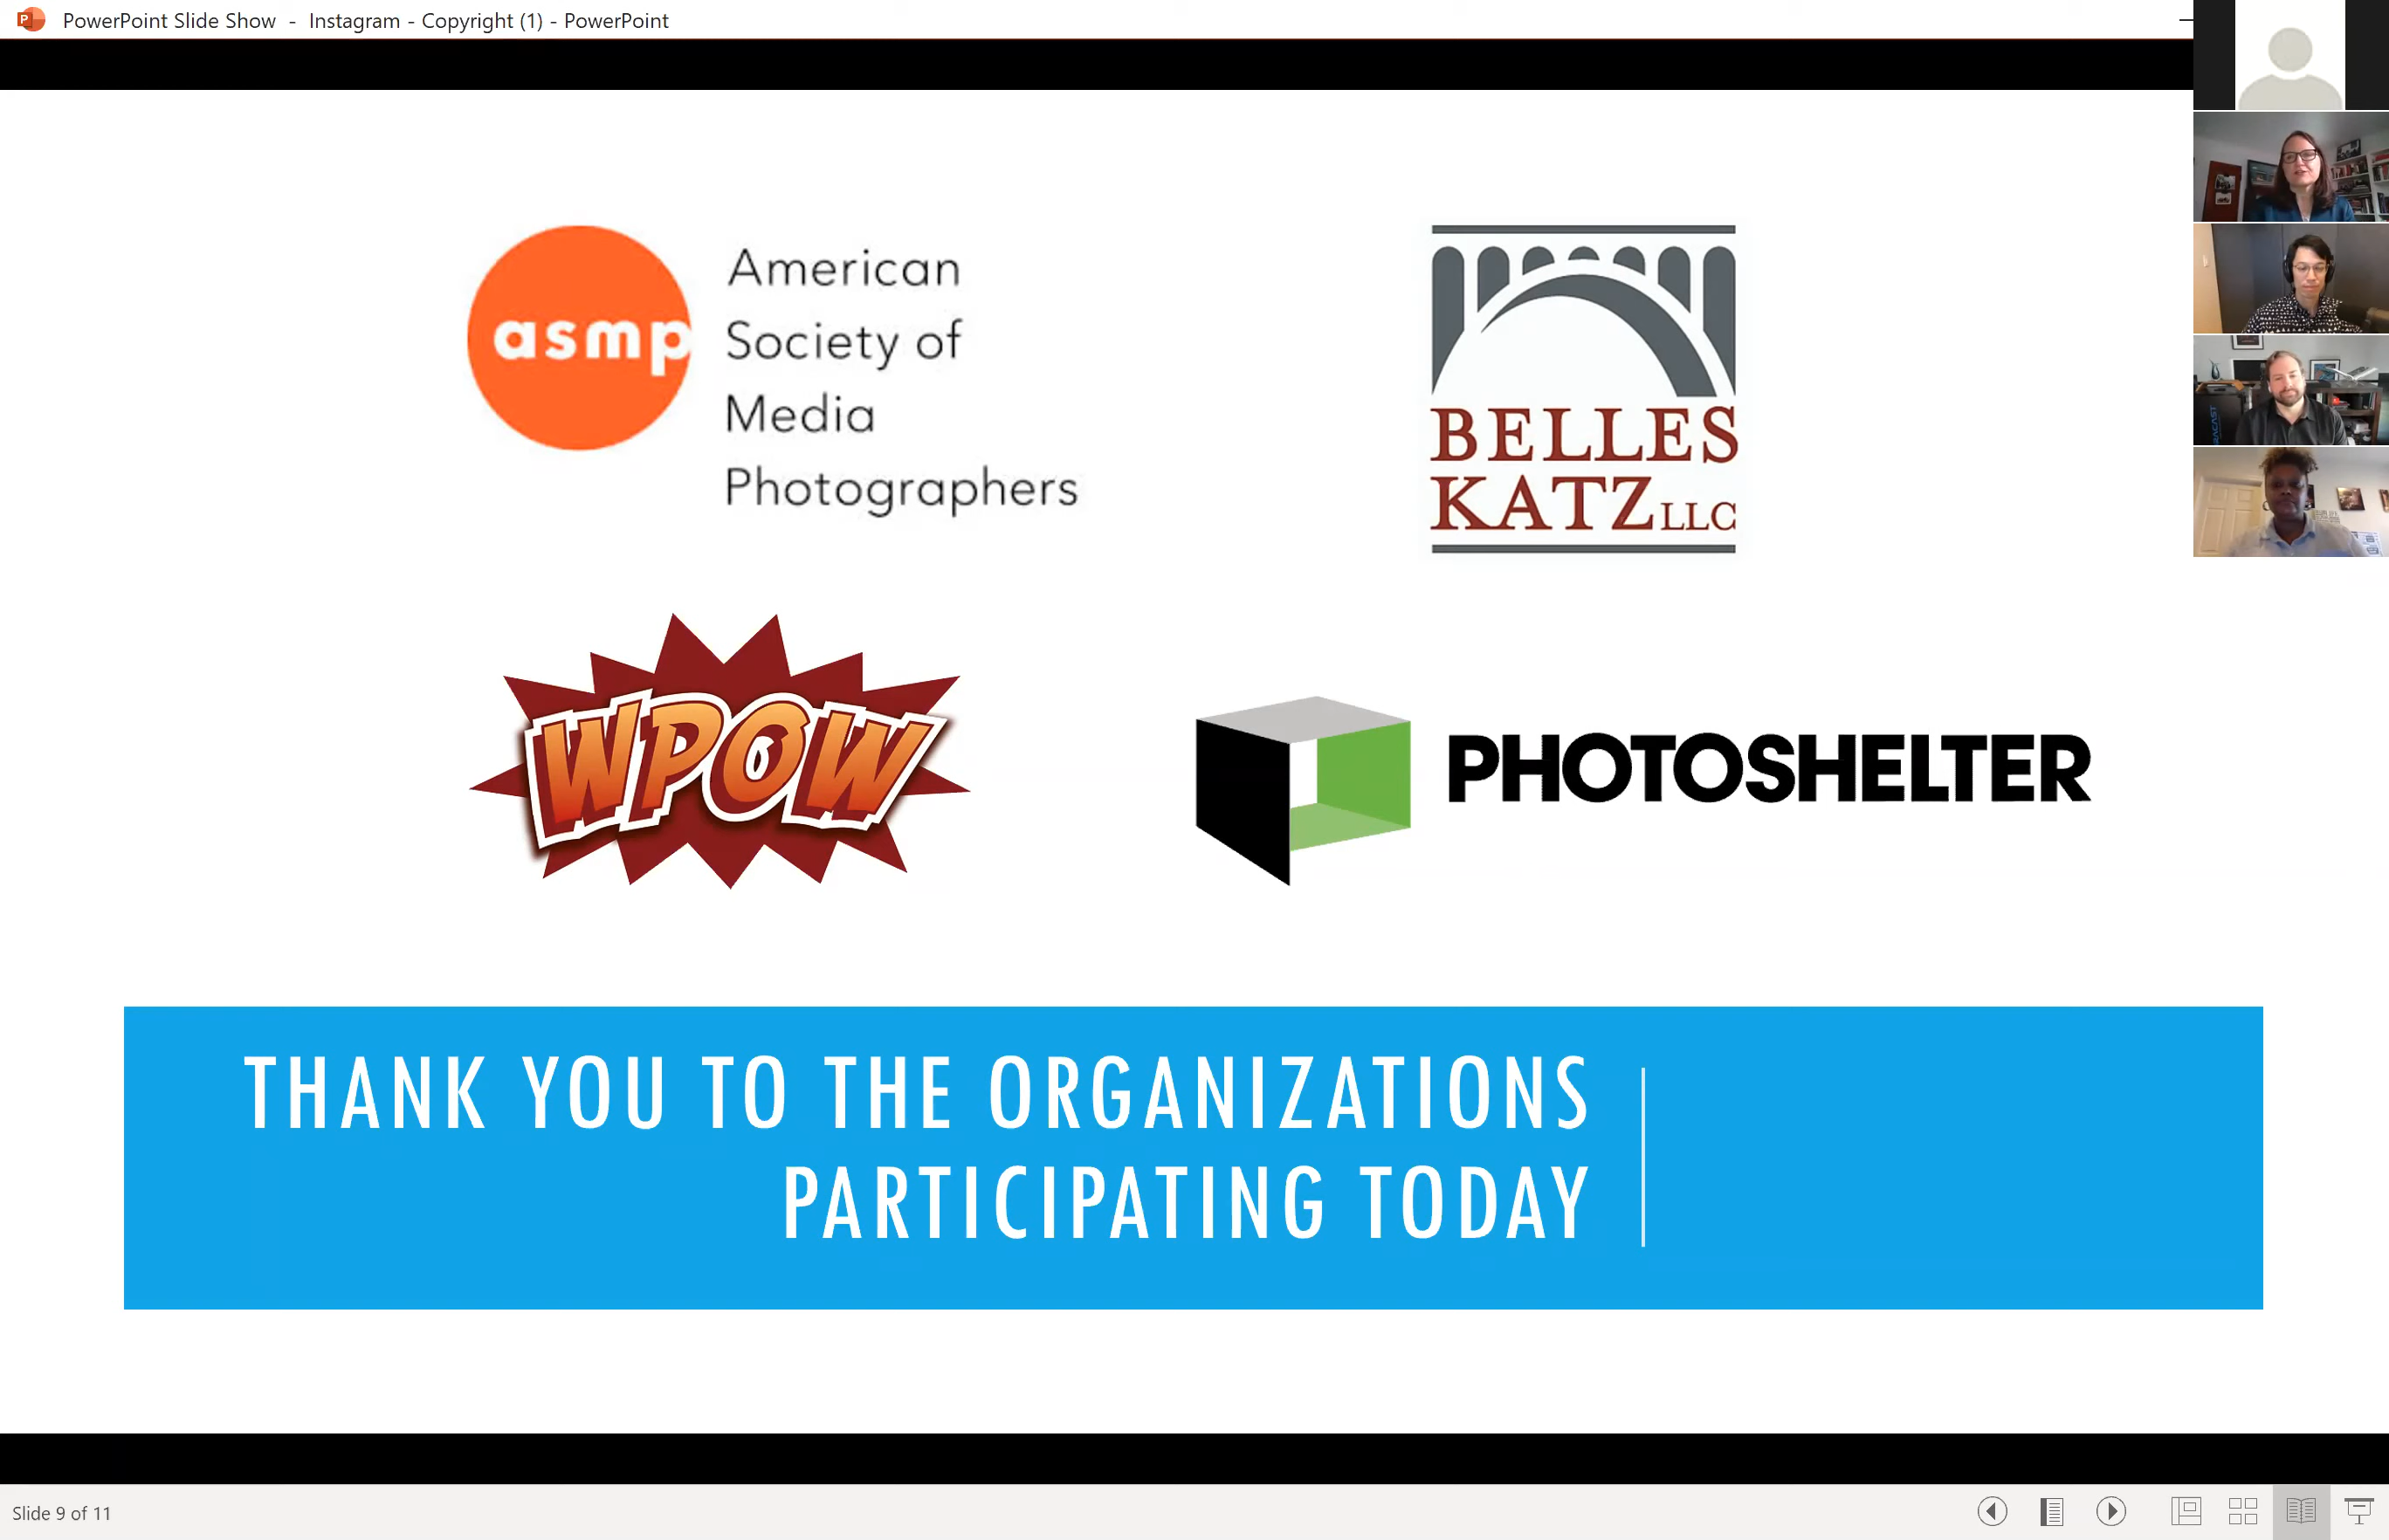 PowerPoint Slide Show - Instagram - Copyright (1) - PowerPoint
asmp
American
Society of
Media
Photographers
BELLES
KATZ LLC
WPOW
PHOTOSHELTER
THANK YOU TO THE ORGANIZATIONS
PARTICIPATING TODAY
Slide 9 of 11